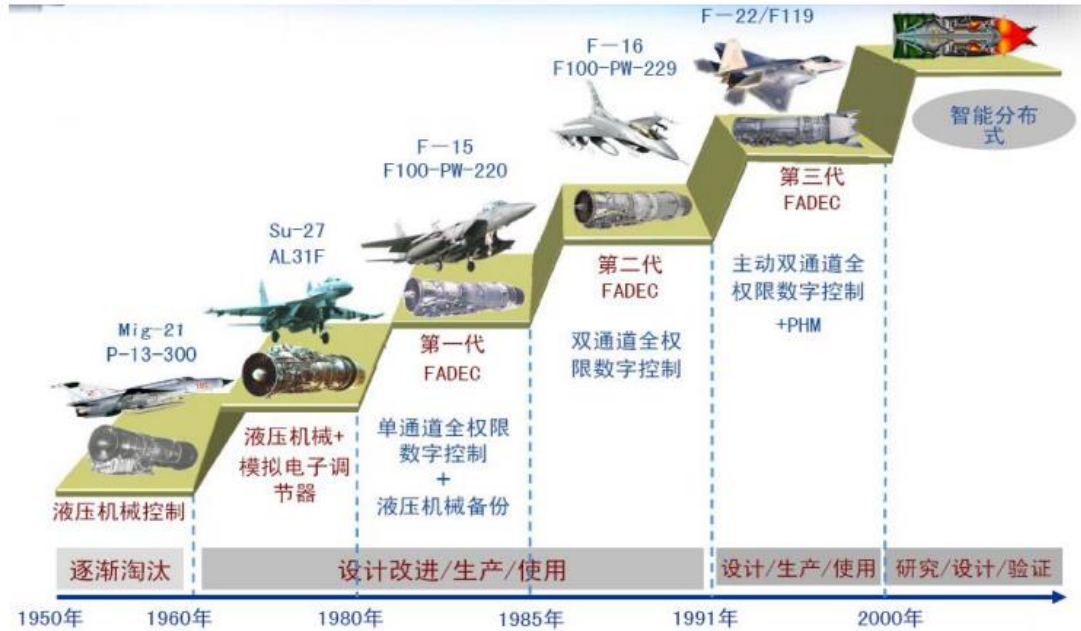 F－22/F119
F－16
F100-PW-229
智能分布
式
F－15
F100-PW-220
第三代
FADEC
Su-27
AL31F
第二代
FADEC
主动双通道全
权限数字控制
+PHM
Mig-21
P-13-300
第一代
FADEC
双通道全权
限数字控制
液压机械+
模拟电子调
节器
单通道全权限
数字控制
+
液压机械备份
液压机械控制
逐渐淘汰
设计改进/生产/使用
设计/生产/使用
研究/设计/验证
1950年
1960年
1980年
1985年
1991年
2000年